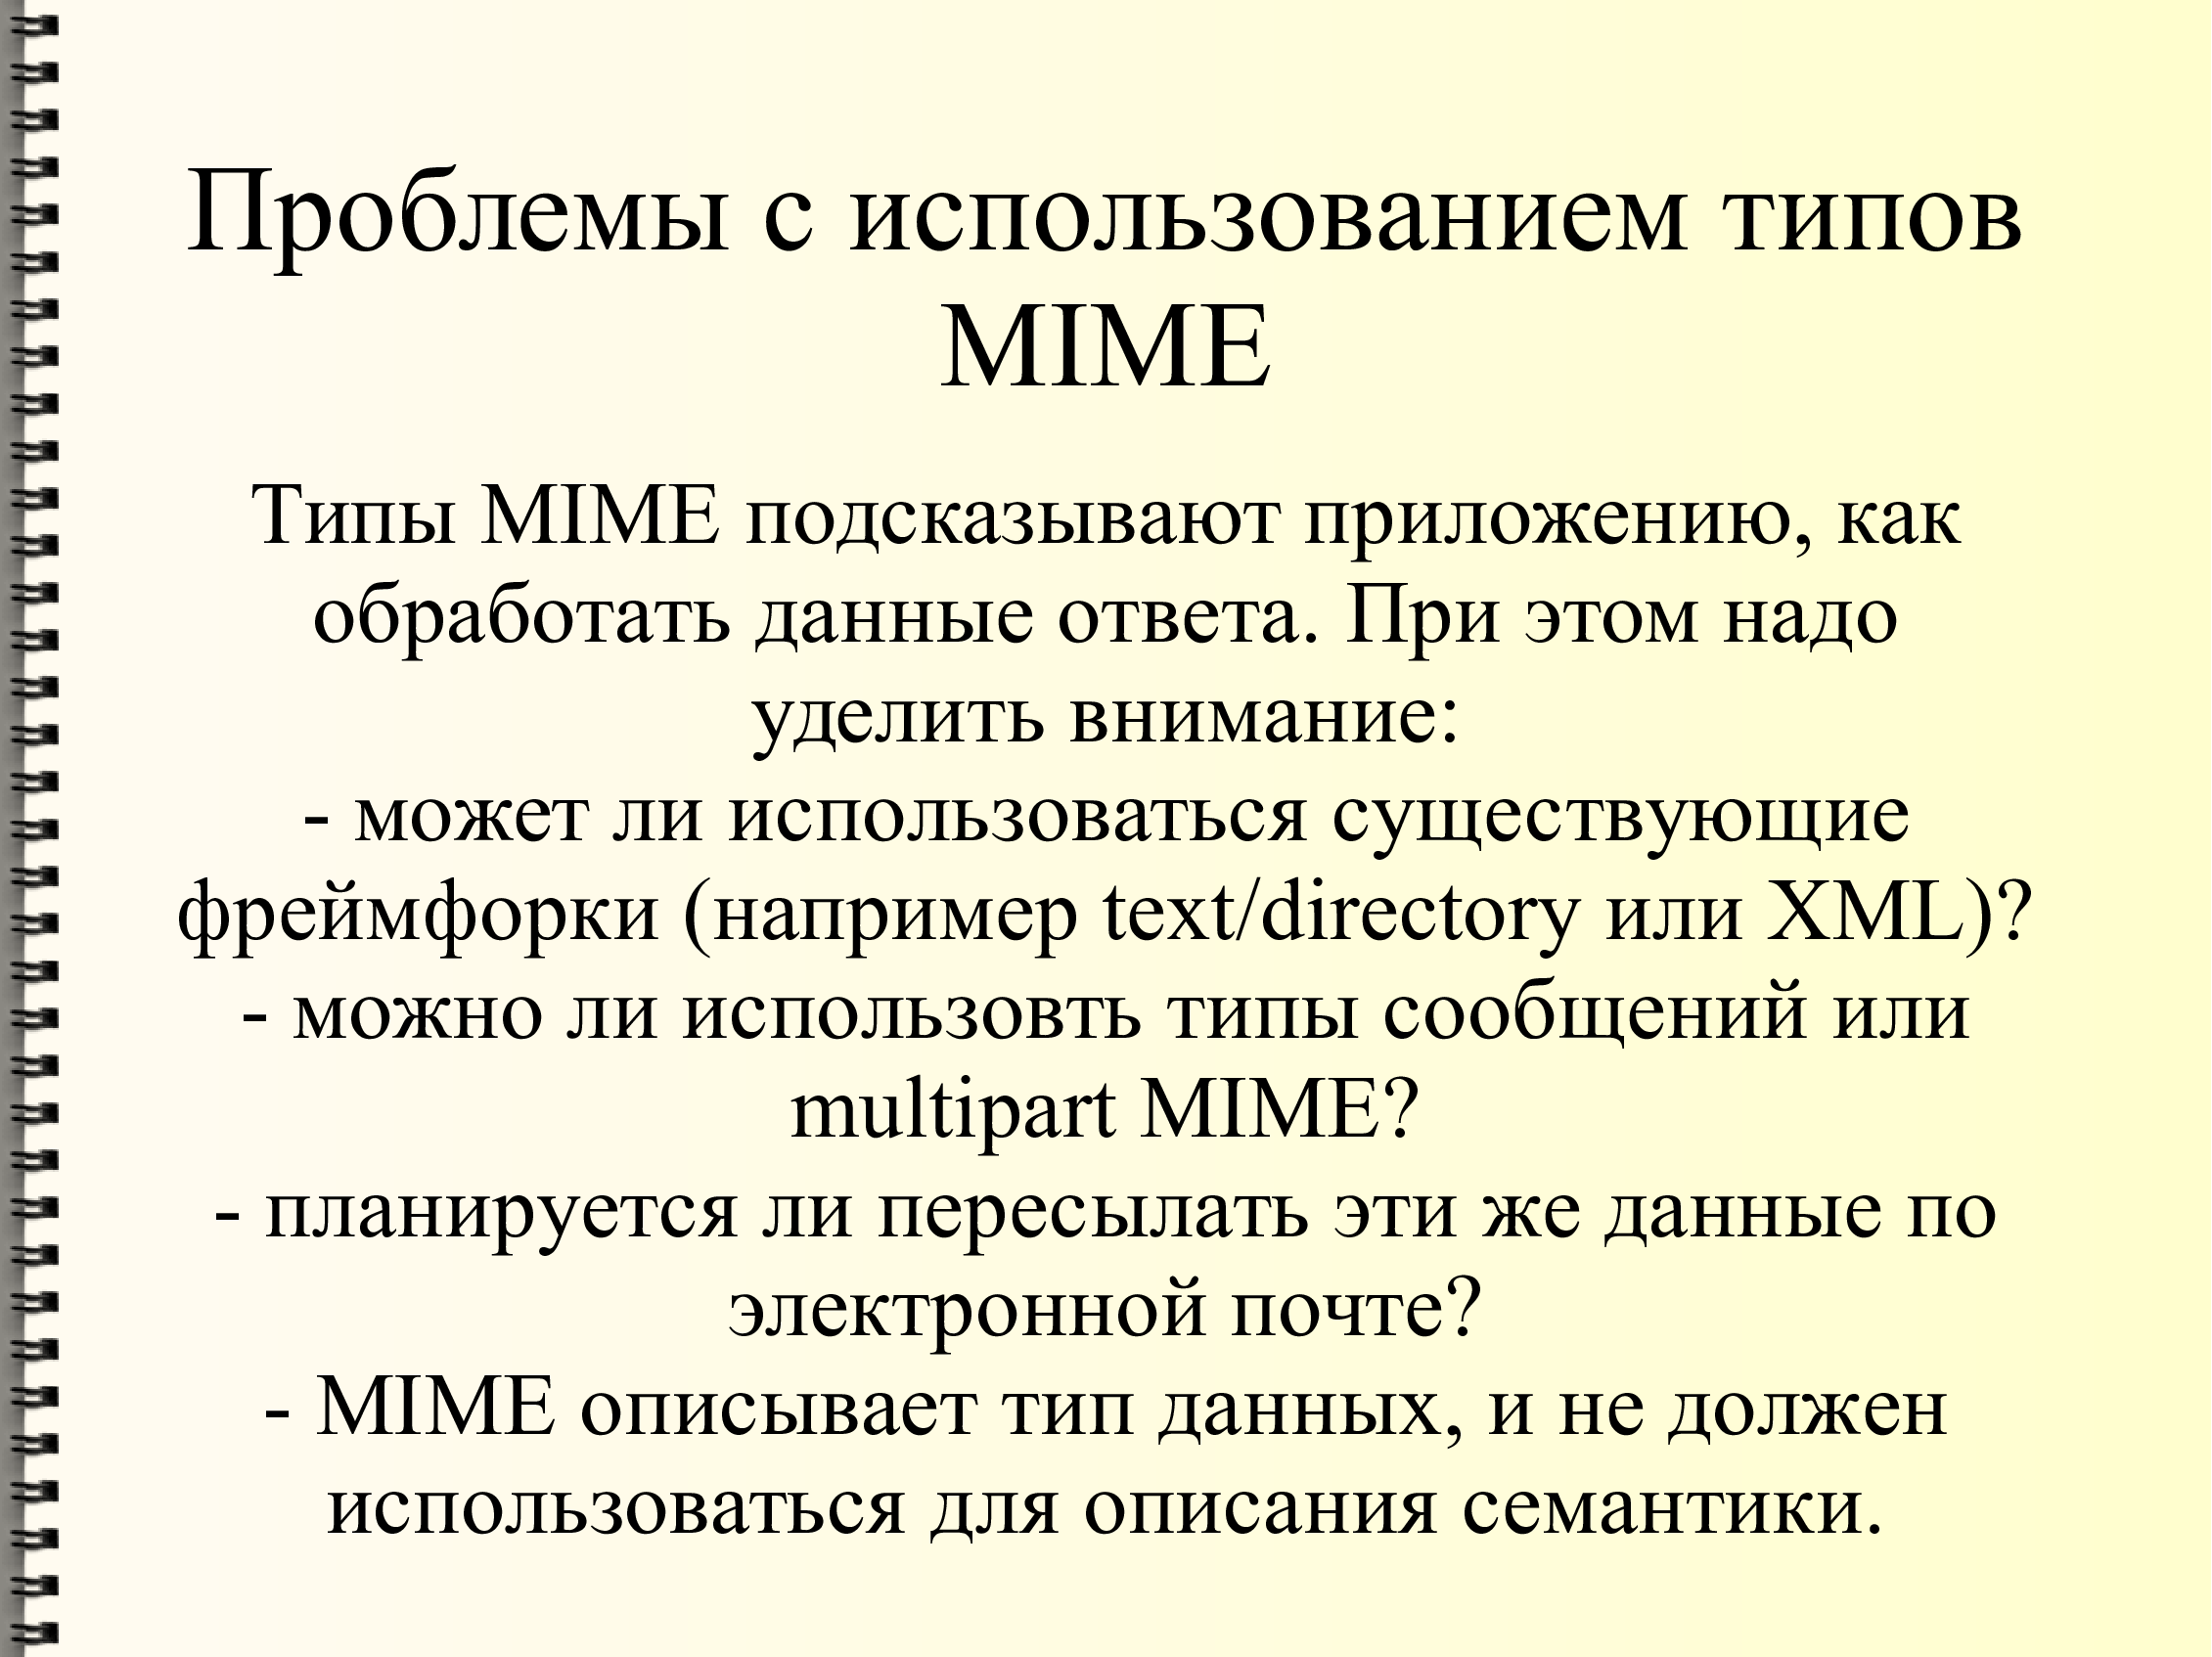 Проблемы с использованием типов
MIME
Типы MIME подсказывают приложению, как
обработать данные ответа. При этом надо
уделить внимание:
- может ли использоваться существующие
фреймфорки (например text/directory или XML)?
- можно ли использовть типы сообщений или
multipart MIME?
- планируется ли пересылать эти же данные по
электронной почте?
- MIME описывает тип данных, и не должен
использоваться для описания семантики.